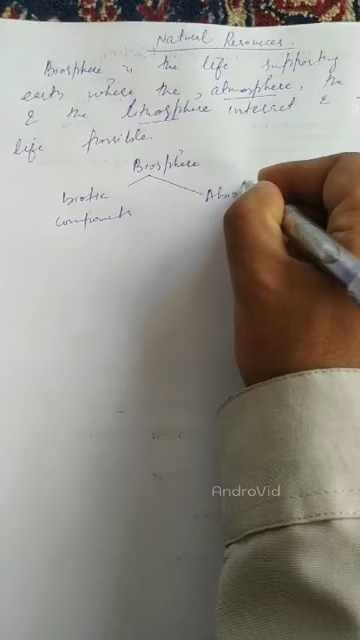 Natural Resources.
Biosphere is the life supporting
earth where the, atmosphere, the
& the lithosphere interact &
life possible.
Biosphere
biotic
components
Abio
AndroVid